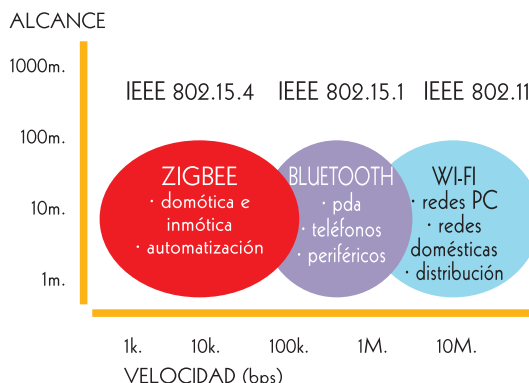 ALCANCE
1000m.
100m.
10m.
1m.
IEEE 802.15.4
IEEE 802.15.1
IEEE 802.11
ZIGBEE
· domótica e
inmótica
· automatización
BLUETOOTH
· pda
· teléfonos
· periféricos
WI-FI
· redes PC
· redes
domésticas
· distribución
1k.
10k.
100k.
1M.
10M.
VELOCIDAD (bps)